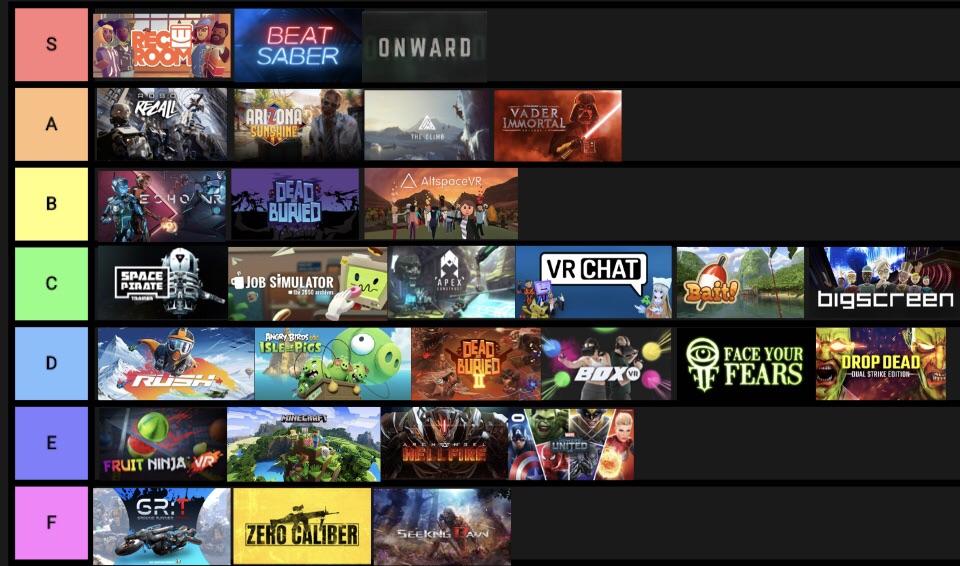 S
REC
ROOM
BEAT
SABER
ONWARD
A
ROBO
RECALL
ARIZONA
SUNSHINE
THE CLIMB
VADER
IMMORTAL
B
ECHO VR
DEAD
BURIED
AltspaceVR
C
SPACE
PIRATE
TRAINER
JOB SIMULATOR
the 2050 archives
APEX
CONSTRUCT
VR CHAT
Bait!
bigscreen
D
RUSH
ANGRY BIRDS
ISLE OF PIGS
DEAD
BURIED
II
BOX VR
FACE YOUR
FEARS
DROP DEAD
DUAL STRIKE EDITION
E
FRUIT NINJA VR
MINECRAFT
ARCHANGEL
HELLFIRE
MARVEL
UNITED
F
GRIT
ZERO CALIBER
SEEKING DAWN